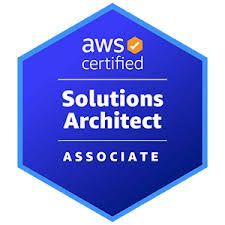 aws
certified
Solutions
Architect
ASSOCIATE